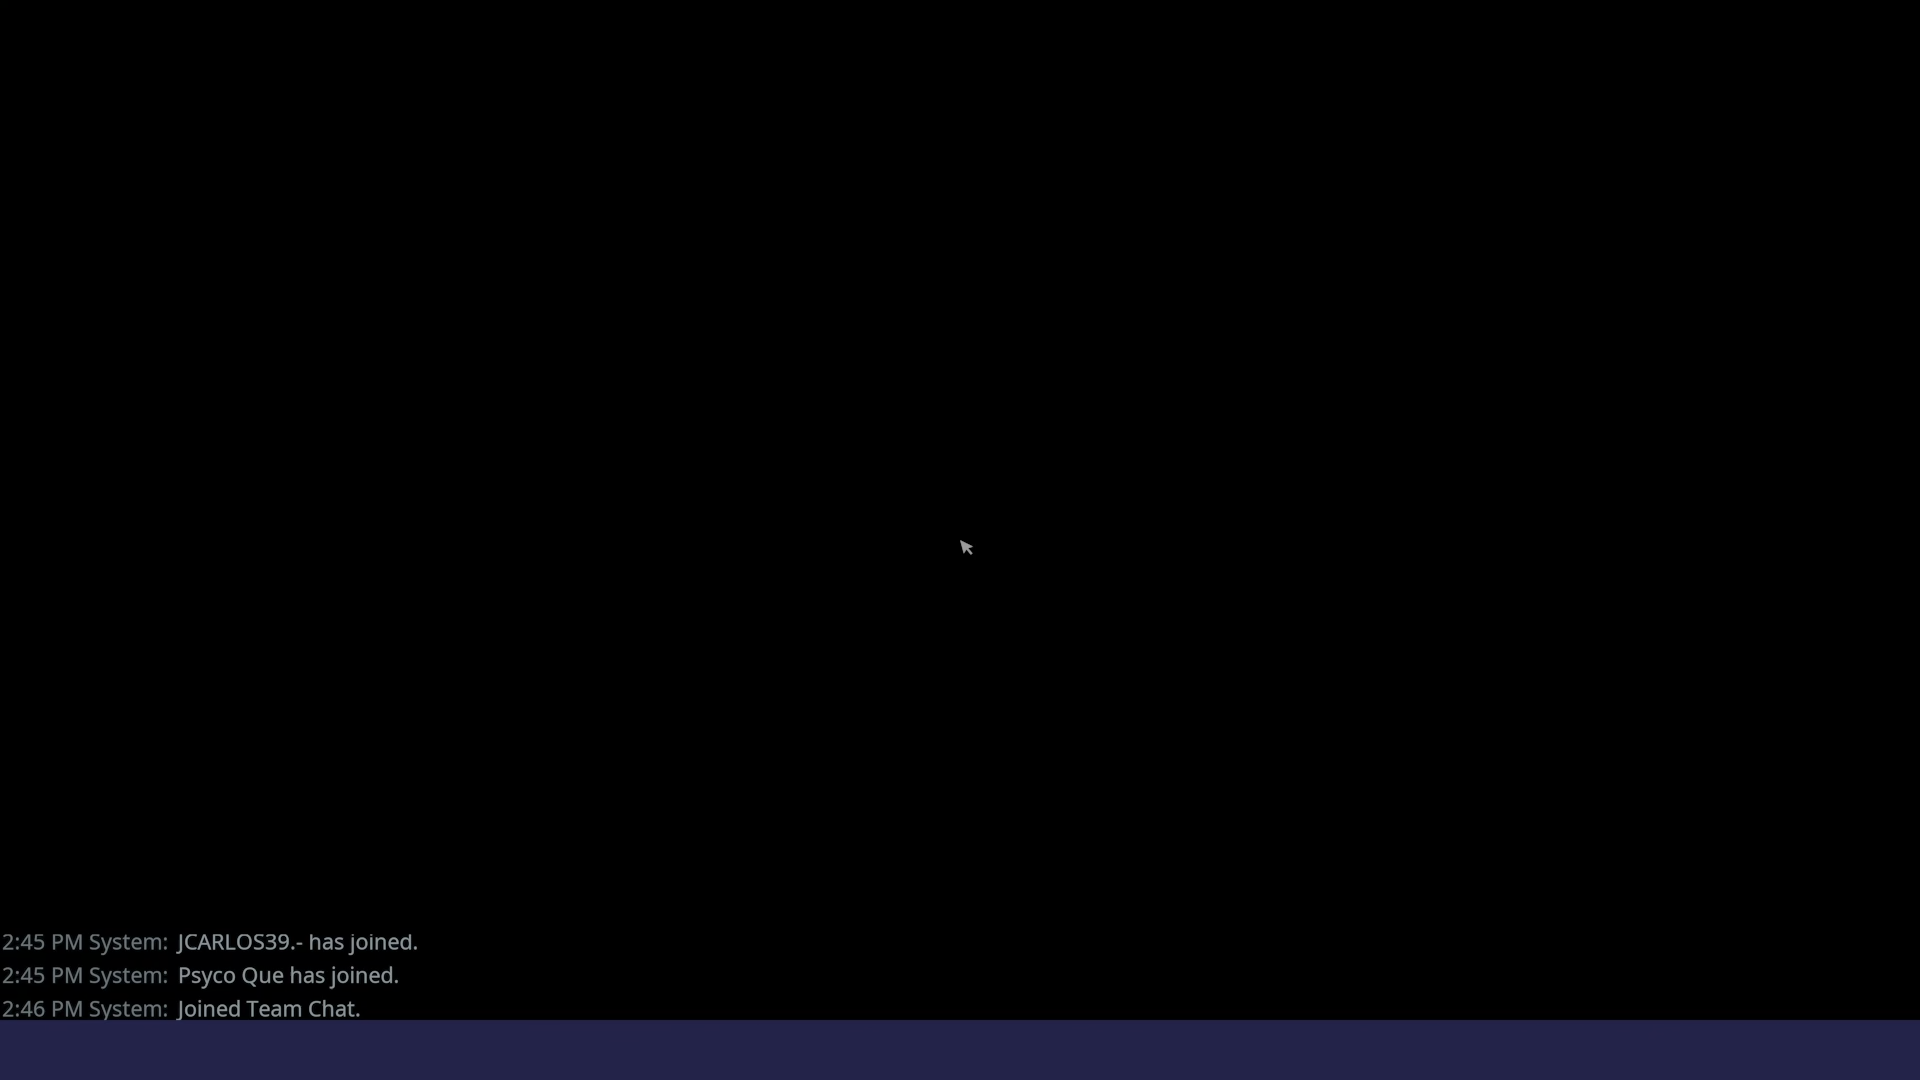 2:45 PM System: JCARLOS39.- has joined.
2:45 PM System: Psyco Que has joined.
2:46 PM System: Joined Team Chat.